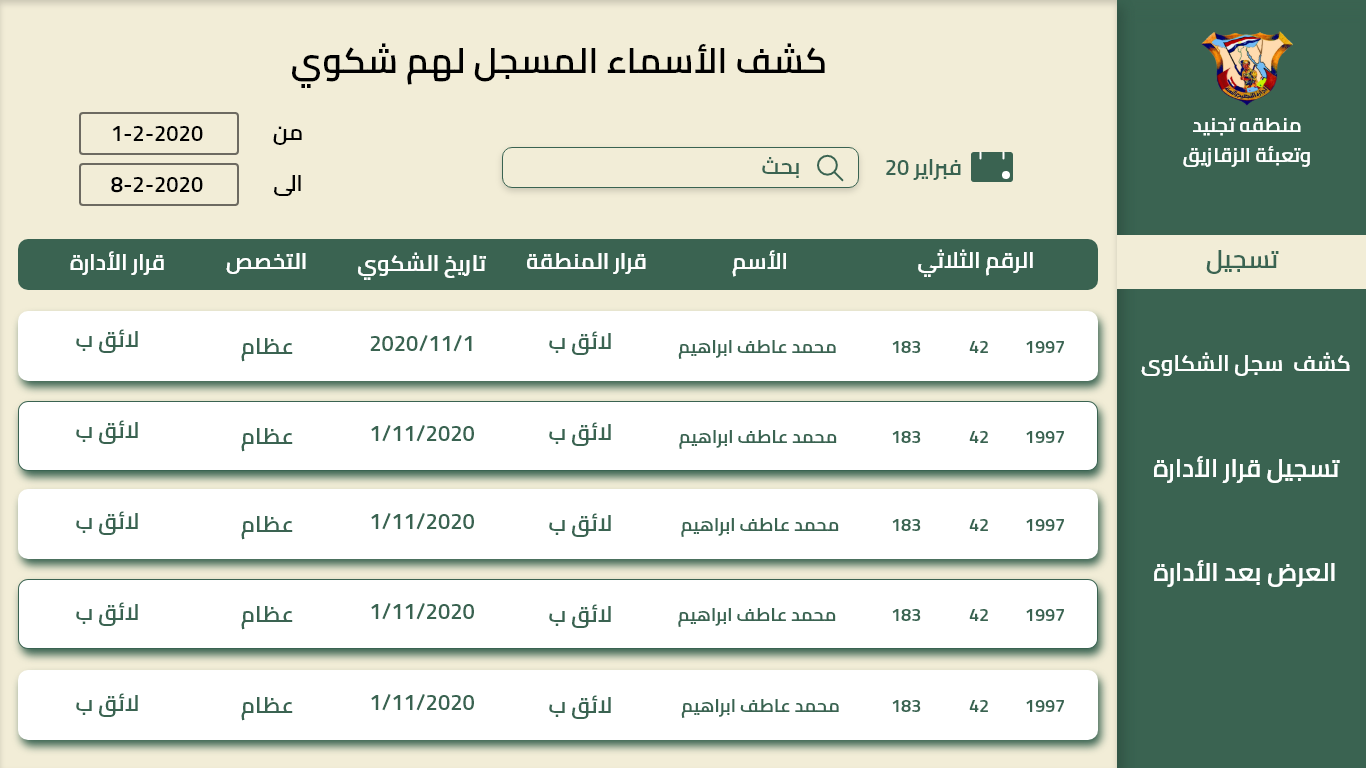 منطقه تجنيد
وتعبئة الزقازيق
تسجيل
كشف سجل الشكاوى
تسجيل قرار الأدارة
العرض بعد الأدارة
كشف الأسماء المسجل لهم شكوي
من 1-2-2020
الى 8-2-2020
فبراير 20
بحث
الرقم الثلاثي الأسم قرار المنطقة تاريخ الشكوي التخصص قرار الأدارة
1997 42 183 محمد عاطف ابراهيم لائق ب 2020/11/1 عظام لائق ب
1997 42 183 محمد عاطف ابراهيم لائق ب 1/11/2020 عظام لائق ب
1997 42 183 محمد عاطف ابراهيم لائق ب 1/11/2020 عظام لائق ب
1997 42 183 محمد عاطف ابراهيم لائق ب 1/11/2020 عظام لائق ب
1997 42 183 محمد عاطف ابراهيم لائق ب 1/11/2020 عظام لائق ب